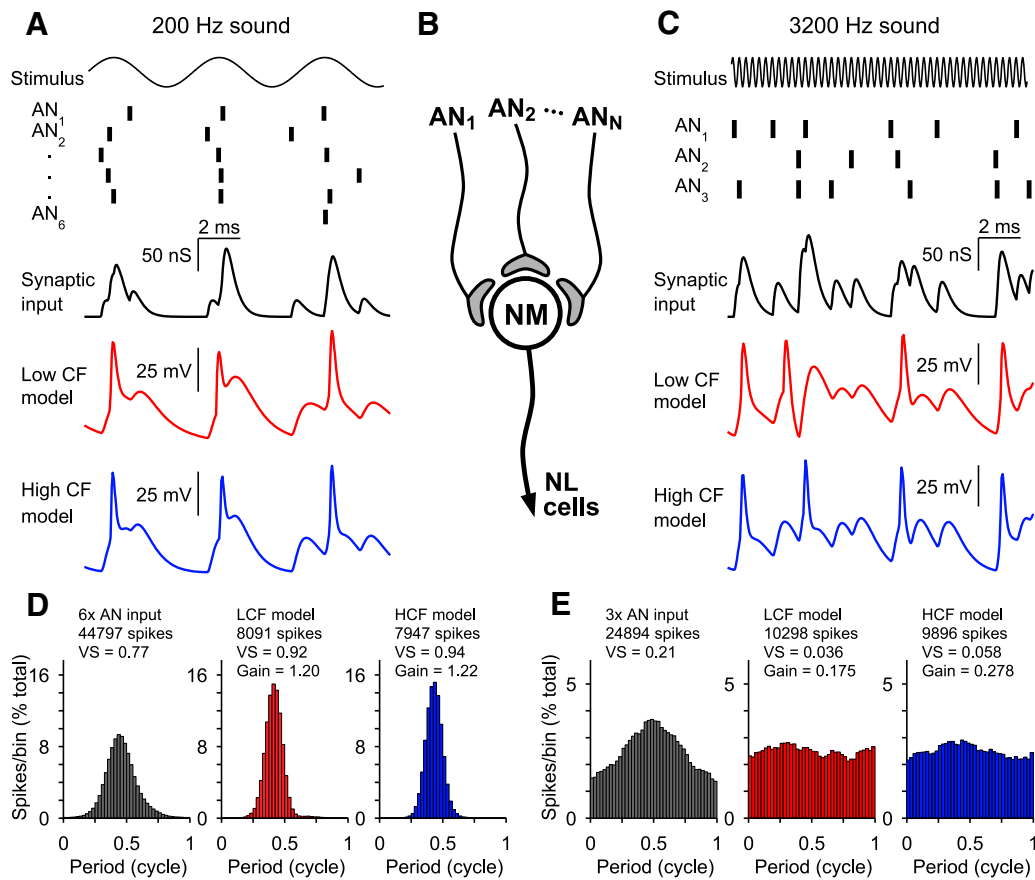 A
200 Hz sound
Stimulus
AN1
AN2
.
.
.
AN6
2 ms
50 nS
Synaptic
input
Low CF
model
25 mV
High CF
model
25 mV
B
AN1
AN2
...
ANN
NM
NL
cells
C
3200 Hz sound
Stimulus
AN1
AN2
AN3
2 ms
50 nS
Synaptic
input
Low CF
model
25 mV
High CF
model
25 mV
D
6x AN input
44797 spikes
VS = 0.77
LCF model
8091 spikes
VS = 0.92
Gain = 1.20
HCF model
7947 spikes
VS = 0.94
Gain = 1.22
Spikes/bin (% total)
16
8
0
0 0.5 1
Period (cycle)
16
8
0
0 0.5 1
Period (cycle)
16
8
0
0 0.5 1
Period (cycle)
E
3x AN input
24894 spikes
VS = 0.21
LCF model
10298 spikes
VS = 0.036
Gain = 0.175
HCF model
9896 spikes
VS = 0.058
Gain = 0.278
Spikes/bin (% total)
5
0
0 0.5 1
Period (cycle)
5
0
0 0.5 1
Period (cycle)
5
0
0 0.5 1
Period (cycle)